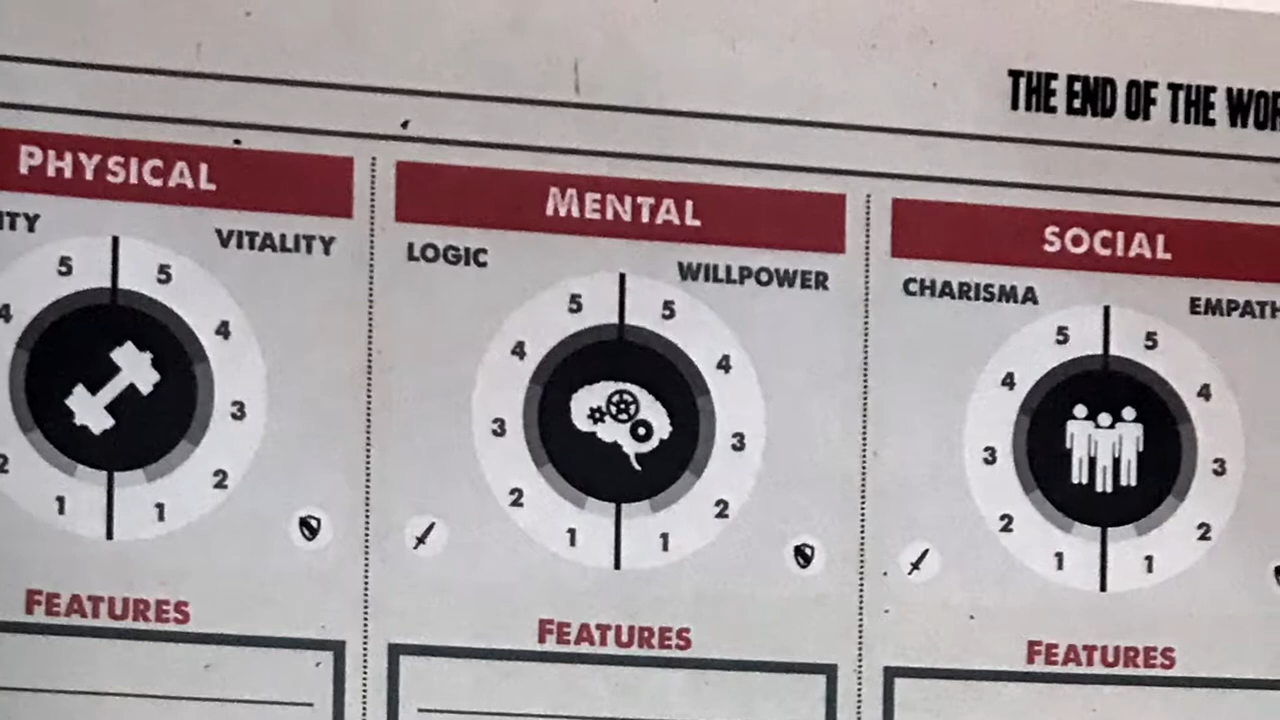 THE END OF THE WOR
PHYSICAL
MENTAL
SOCIAL
ITY
VITALITY
LOGIC
WILLPOWER
CHARISMA
EMPATH
5 5
4 4
3
2 2
1 1
5 5
4 4
3 3
2 2
1 1
5 5
4 4
3 3
2 2
1 1
FEATURES
FEATURES
FEATURES